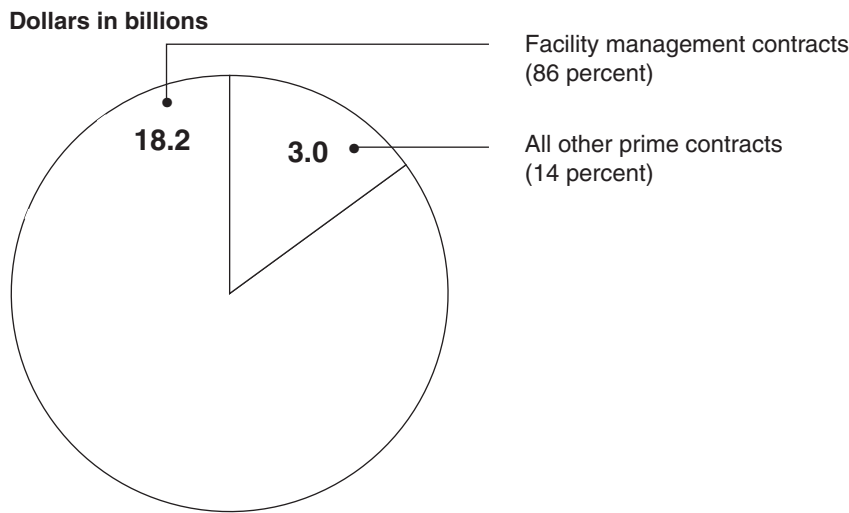 Dollars in billions
Facility management contracts
(86 percent)
18.2
3.0
All other prime contracts
(14 percent)